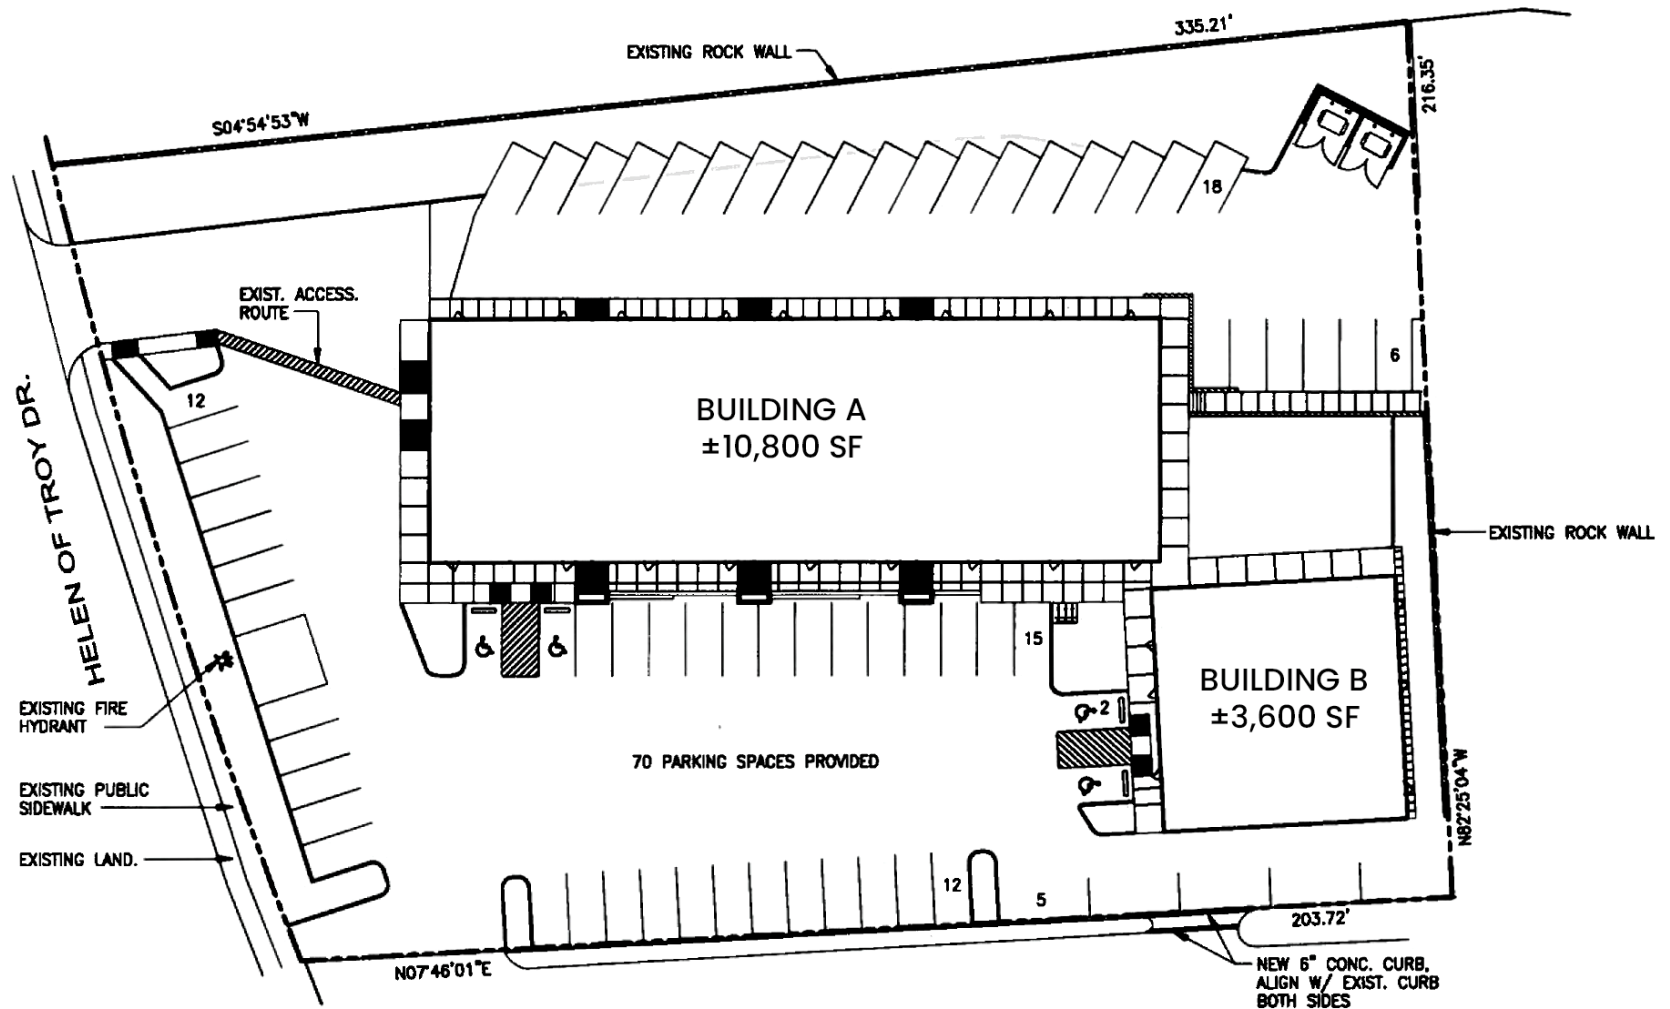 335.21'
EXISTING ROCK WALL
216.35'
S04°54'53"W
18
EXIST. ACCESS.
ROUTE
6
12
BUILDING A
±10,800 SF
HELEN OF TROY DR.
EXISTING ROCK WALL
15
BUILDING B
±3,600 SF
2
EXISTING FIRE
HYDRANT
70 PARKING SPACES PROVIDED
EXISTING PUBLIC
SIDEWALK
N82°25'04"W
EXISTING LAND.
12
5
203.72'
N07°46'01"E
NEW 6" CONC. CURB,
ALIGN W/ EXIST. CURB
BOTH SIDES